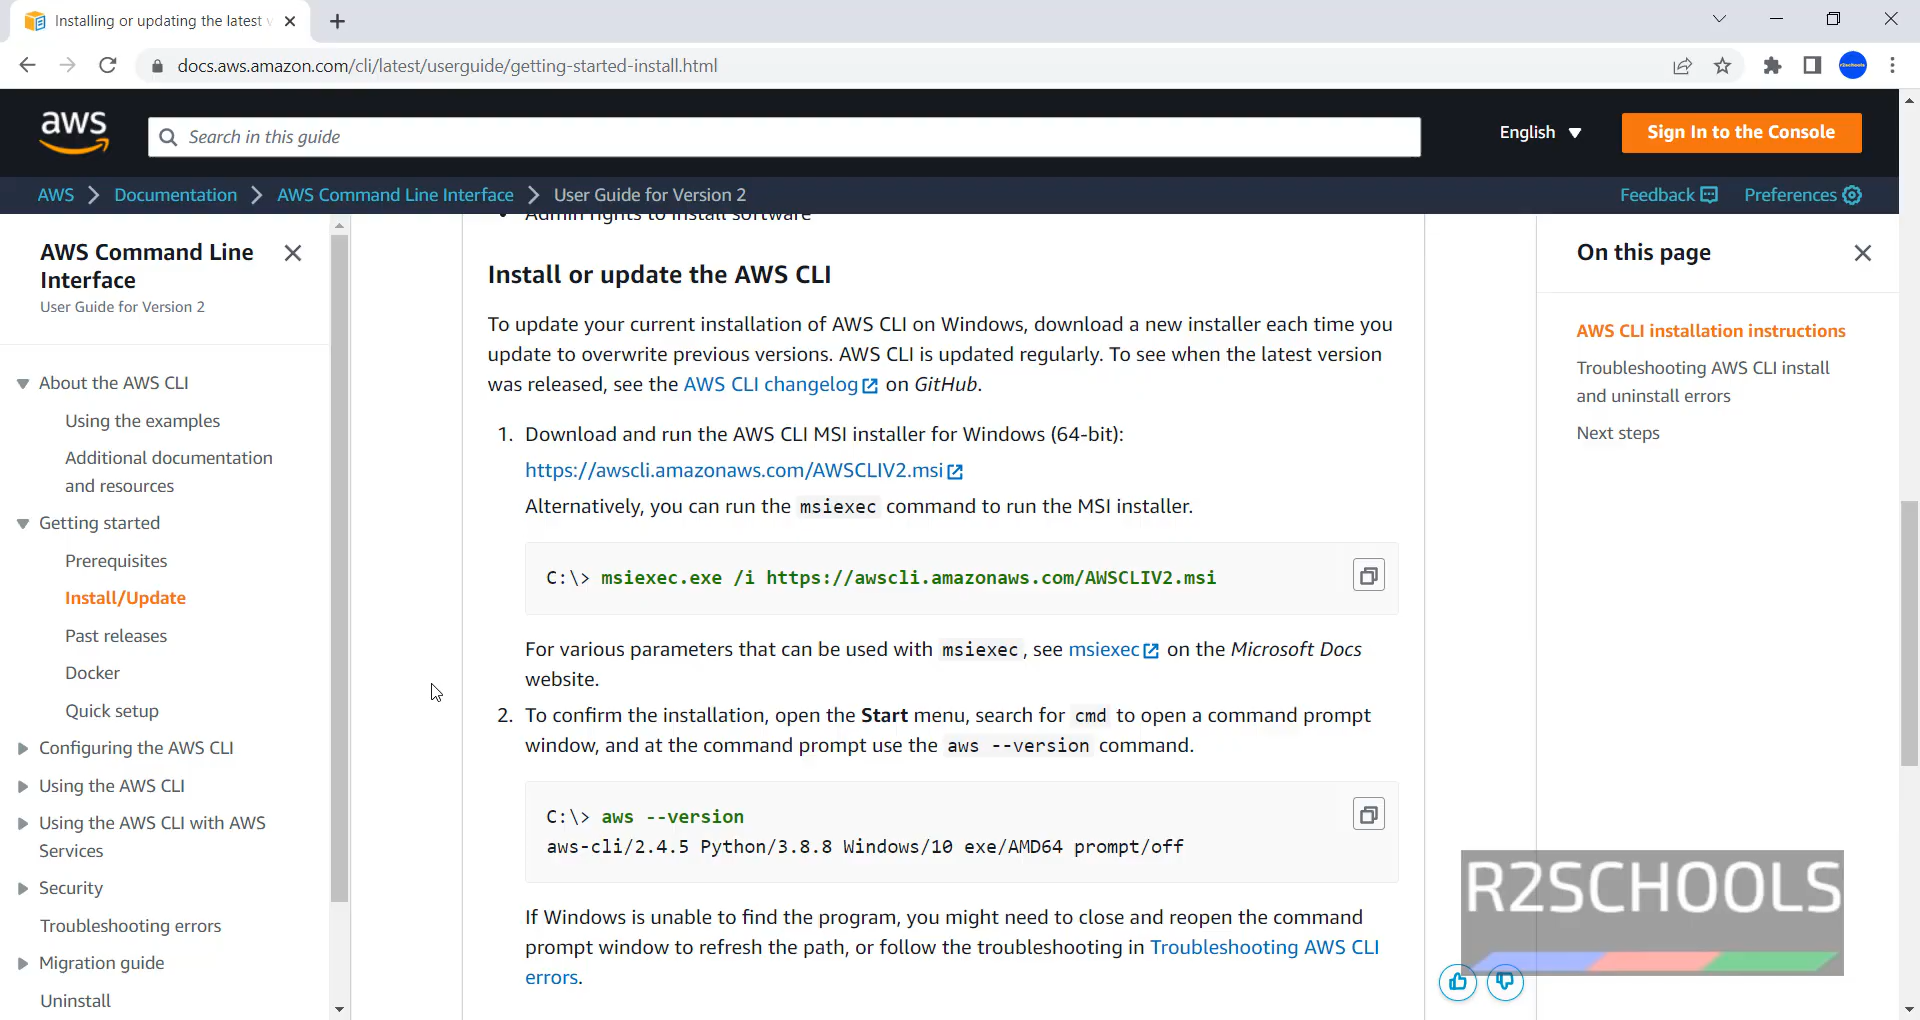 Installing or updating the latest v
docs.aws.amazon.com/cli/latest/userguide/getting-started-install.html
r2schools
aws
Search in this guide
English
Sign In to the Console
AWS
Documentation
AWS Command Line Interface
User Guide for Version 2
Feedback
Preferences
AWS Command Line
Interface
User Guide for Version 2
About the AWS CLI
Using the examples
Additional documentation
and resources
Getting started
Prerequisites
Install/Update
Past releases
Docker
Quick setup
Configuring the AWS CLI
Using the AWS CLI
Using the AWS CLI with AWS
Services
Security
Troubleshooting errors
Migration guide
Uninstall
• Admin rights to install software
Install or update the AWS CLI
To update your current installation of AWS CLI on Windows, download a new installer each time you
update to overwrite previous versions. AWS CLI is updated regularly. To see when the latest version
was released, see the AWS CLI changelog on GitHub.
1. Download and run the AWS CLI MSI installer for Windows (64-bit):
https://awscli.amazonaws.com/AWSCLIV2.msi
Alternatively, you can run the msiexec command to run the MSI installer.
C:\> msiexec.exe /i https://awscli.amazonaws.com/AWSCLIV2.msi
For various parameters that can be used with msiexec, see msiexec on the Microsoft Docs
website.
2. To confirm the installation, open the Start menu, search for cmd to open a command prompt
window, and at the command prompt use the aws --version command.
C:\> aws --version
aws-cli/2.4.5 Python/3.8.8 Windows/10 exe/AMD64 prompt/off
If Windows is unable to find the program, you might need to close and reopen the command
prompt window to refresh the path, or follow the troubleshooting in Troubleshooting AWS CLI
errors.
On this page
AWS CLI installation instructions
Troubleshooting AWS CLI install
and uninstall errors
Next steps
R2SCHOOLS